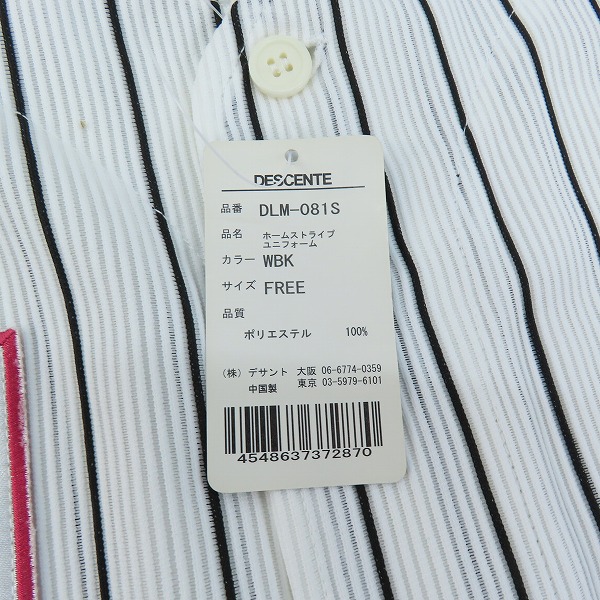 DESCENTE
品番 DLM-081S
品名 ホームストライプ
ユニフォーム
カラー WBK
サイズ FREE
品質
ポリエステル 100%
(株) デサント 大阪 06-6774-0359
中国製 東京 03-5979-6101
4548637372870